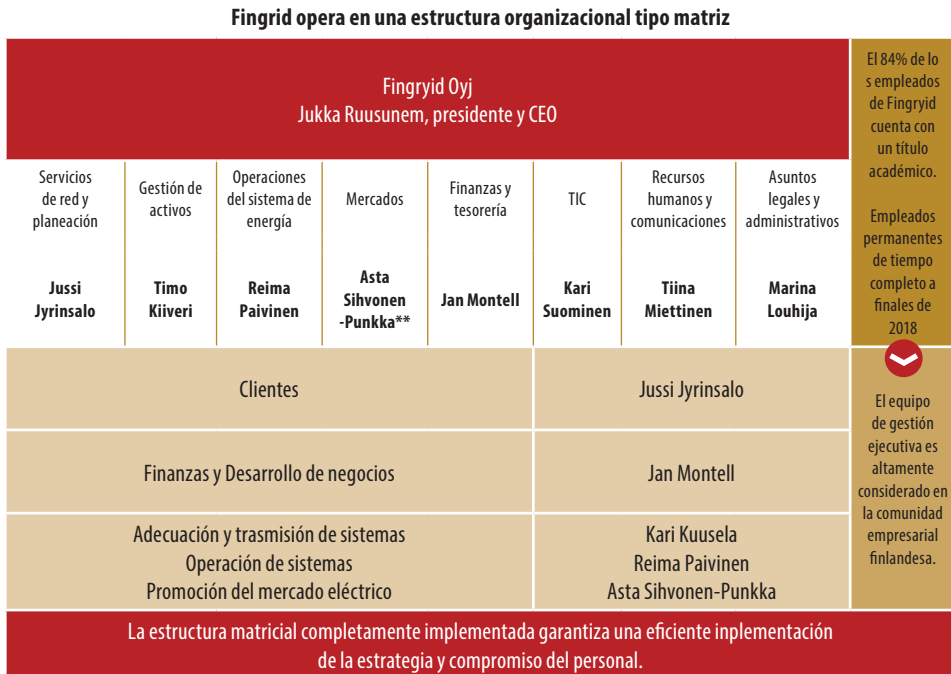 Fingrid opera en una estructura organizacional tipo matriz
Fingryid Oyj
Jukka Ruusunem, presidente y CEO
Servicios
de red y
planeación
Jussi
Jyrinsalo
Gestión de
activos
Timo
Kiiveri
Operaciones
del sistema de
energía
Reima
Paivinen
Mercados
Asta
Sihvonen
-Punkka**
Finanzas y
tesorería
Jan Montell
TIC
Kari
Suominen
Recursos
humanos y
comunicaciones
Tiina
Miettinen
Asuntos
legales y
administrativos
Marina
Louhija
El 84% de lo
s empleados
de Fingryid
cuenta con
un título
académico.
Empleados
permanentes
de tiempo
completo a
finales de
2018
Clientes
Jussi Jyrinsalo
Finanzas y Desarrollo de negocios
Jan Montell
Adecuación y trasmisión de sistemas
Operación de sistemas
Promoción del mercado eléctrico
Kari Kuusela
Reima Paivinen
Asta Sihvonen-Punkka
El equipo
de gestión
ejecutiva es
altamente
considerado en
la comunidad
empresarial
finlandesa.
La estructura matricial completamente implementada garantiza una eficiente inplementación
de la estrategia y compromiso del personal.